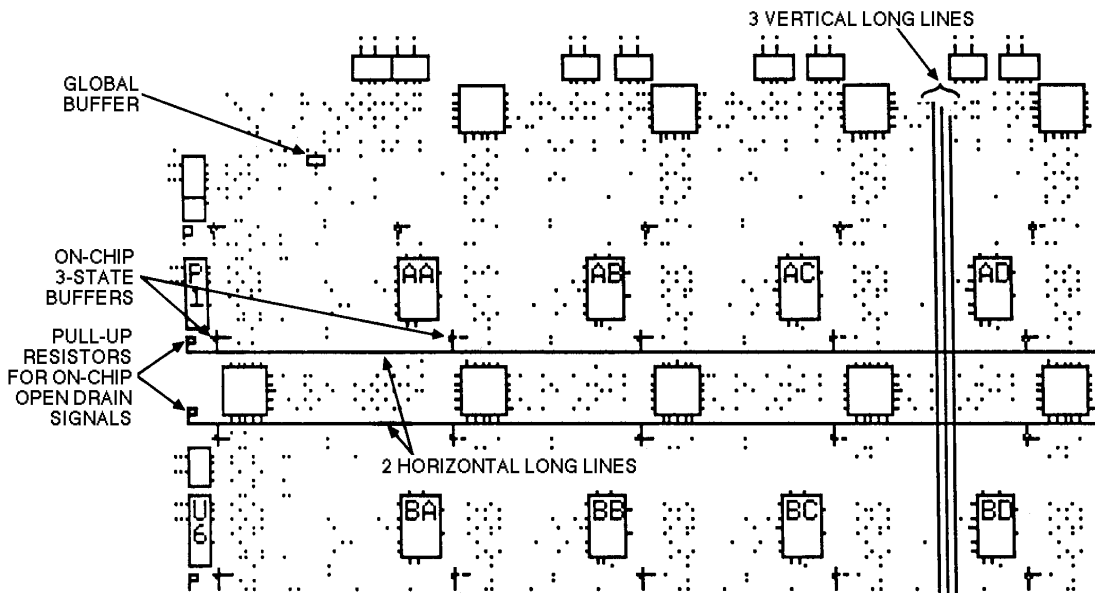 3 VERTICAL LONG LINES
GLOBAL
BUFFER
ON-CHIP
3-STATE
BUFFERS
P
1
AA
AB
AC
AD
PULL-UP
RESISTORS
FOR ON-CHIP
OPEN DRAIN
SIGNALS
2 HORIZONTAL LONG LINES
U
6
BA
BB
BC
BD